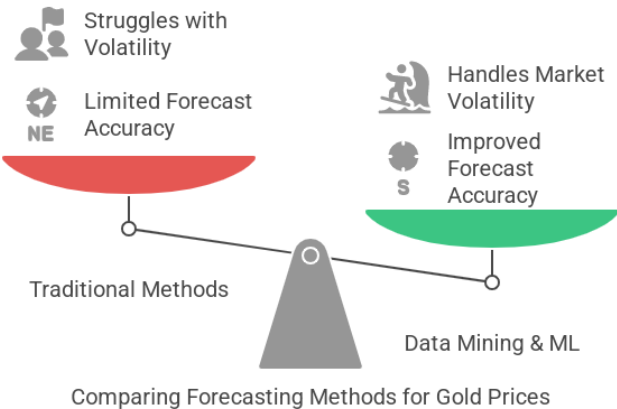 Struggles with
Volatility
Limited Forecast
Accuracy
NE
Handles Market
Volatility
Improved
Forecast
Accuracy
S
Traditional Methods
Data Mining & ML
Comparing Forecasting Methods for Gold Prices